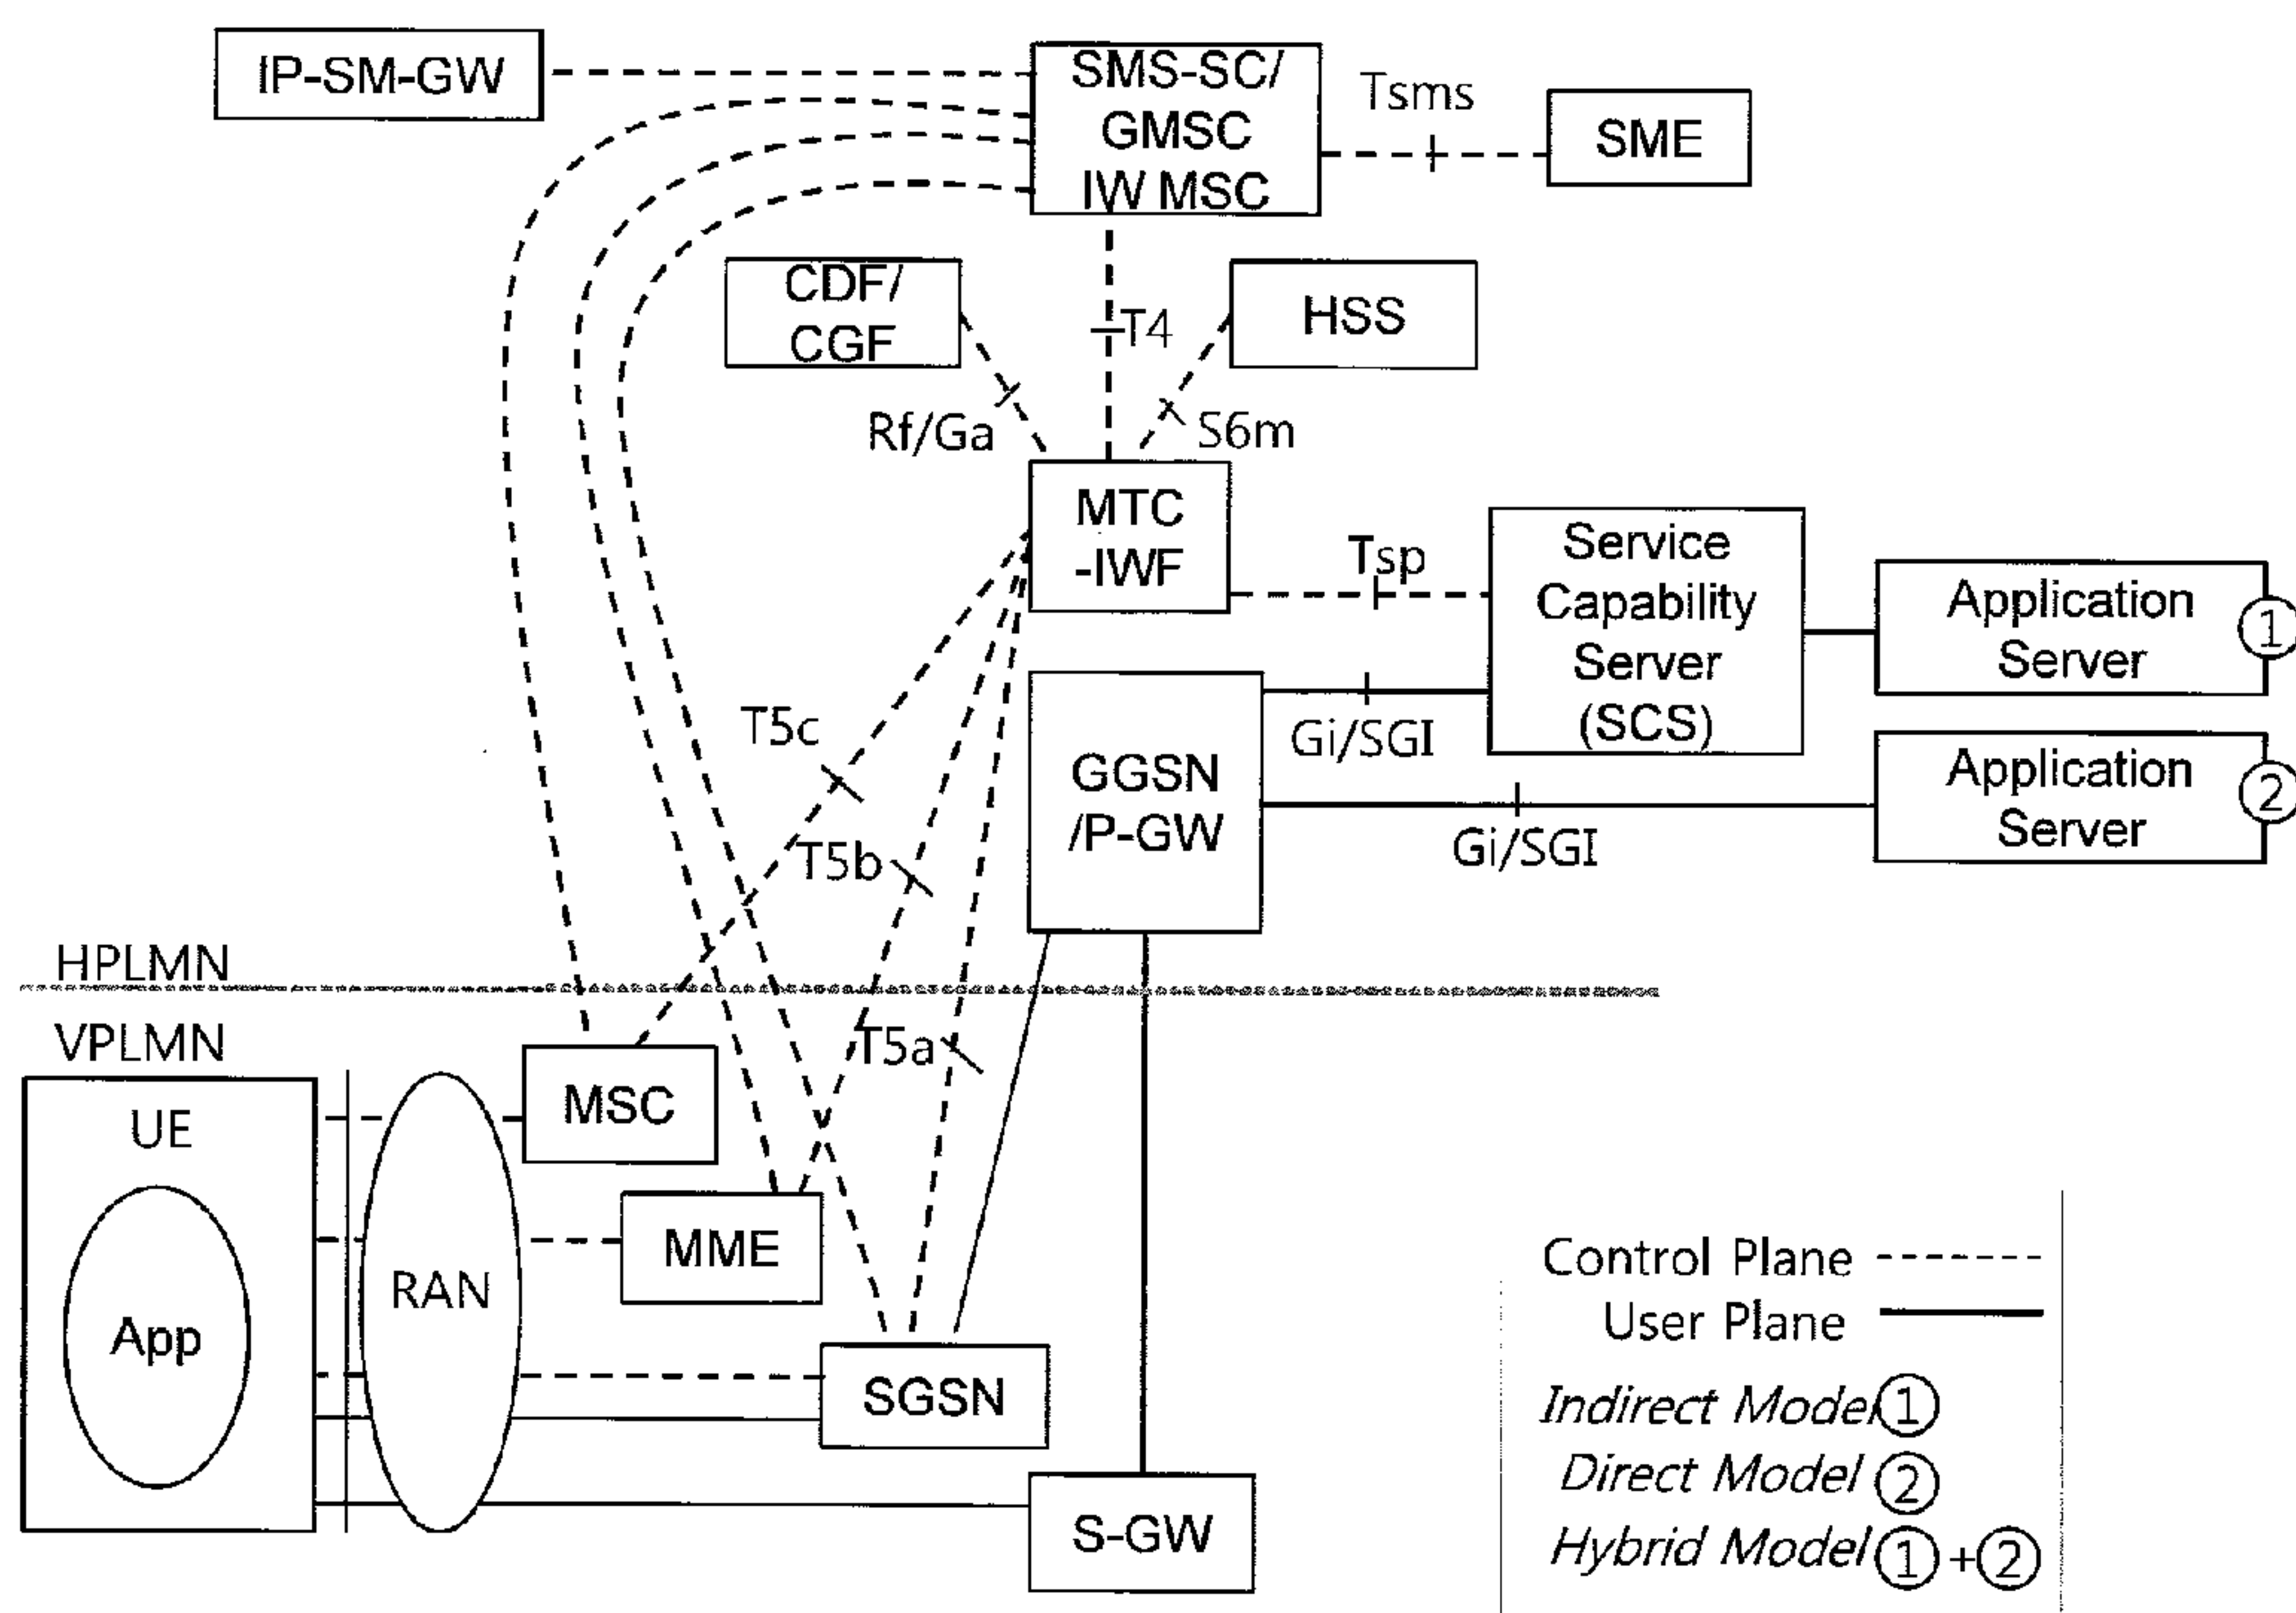 IP-SM-GW
SMS-SC/
GMSC
IW MSC
Tsms
SME
CDF/
CGF
T4
HSS
Rf/Ga
S6m
MTC
-IWF
Tsp
Service
Capability
Server
(SCS)
Application
Server
①
Gi/SGI
GGSN
/P-GW
Application
Server
②
Gi/SGI
T5c
T5b
HPLMN
VPLMN
T5a
UE
App
RAN
MSC
MME
SGSN
S-GW
Control Plane
User Plane
Indirect Model ①
Direct Model ②
Hybrid Model ① + ②